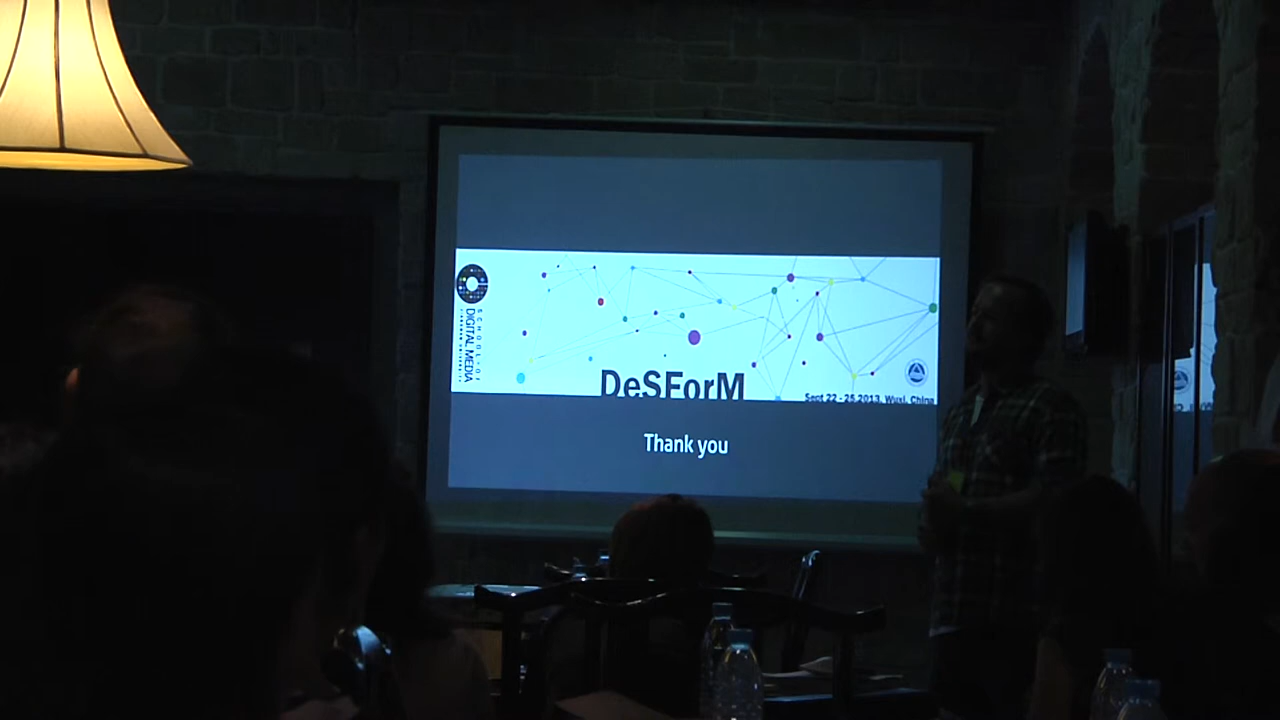 SCHOOL OF
DIGITAL MEDIA
DeSForM
Sept 22 - 25.2013, Wuxi, China
Thank you